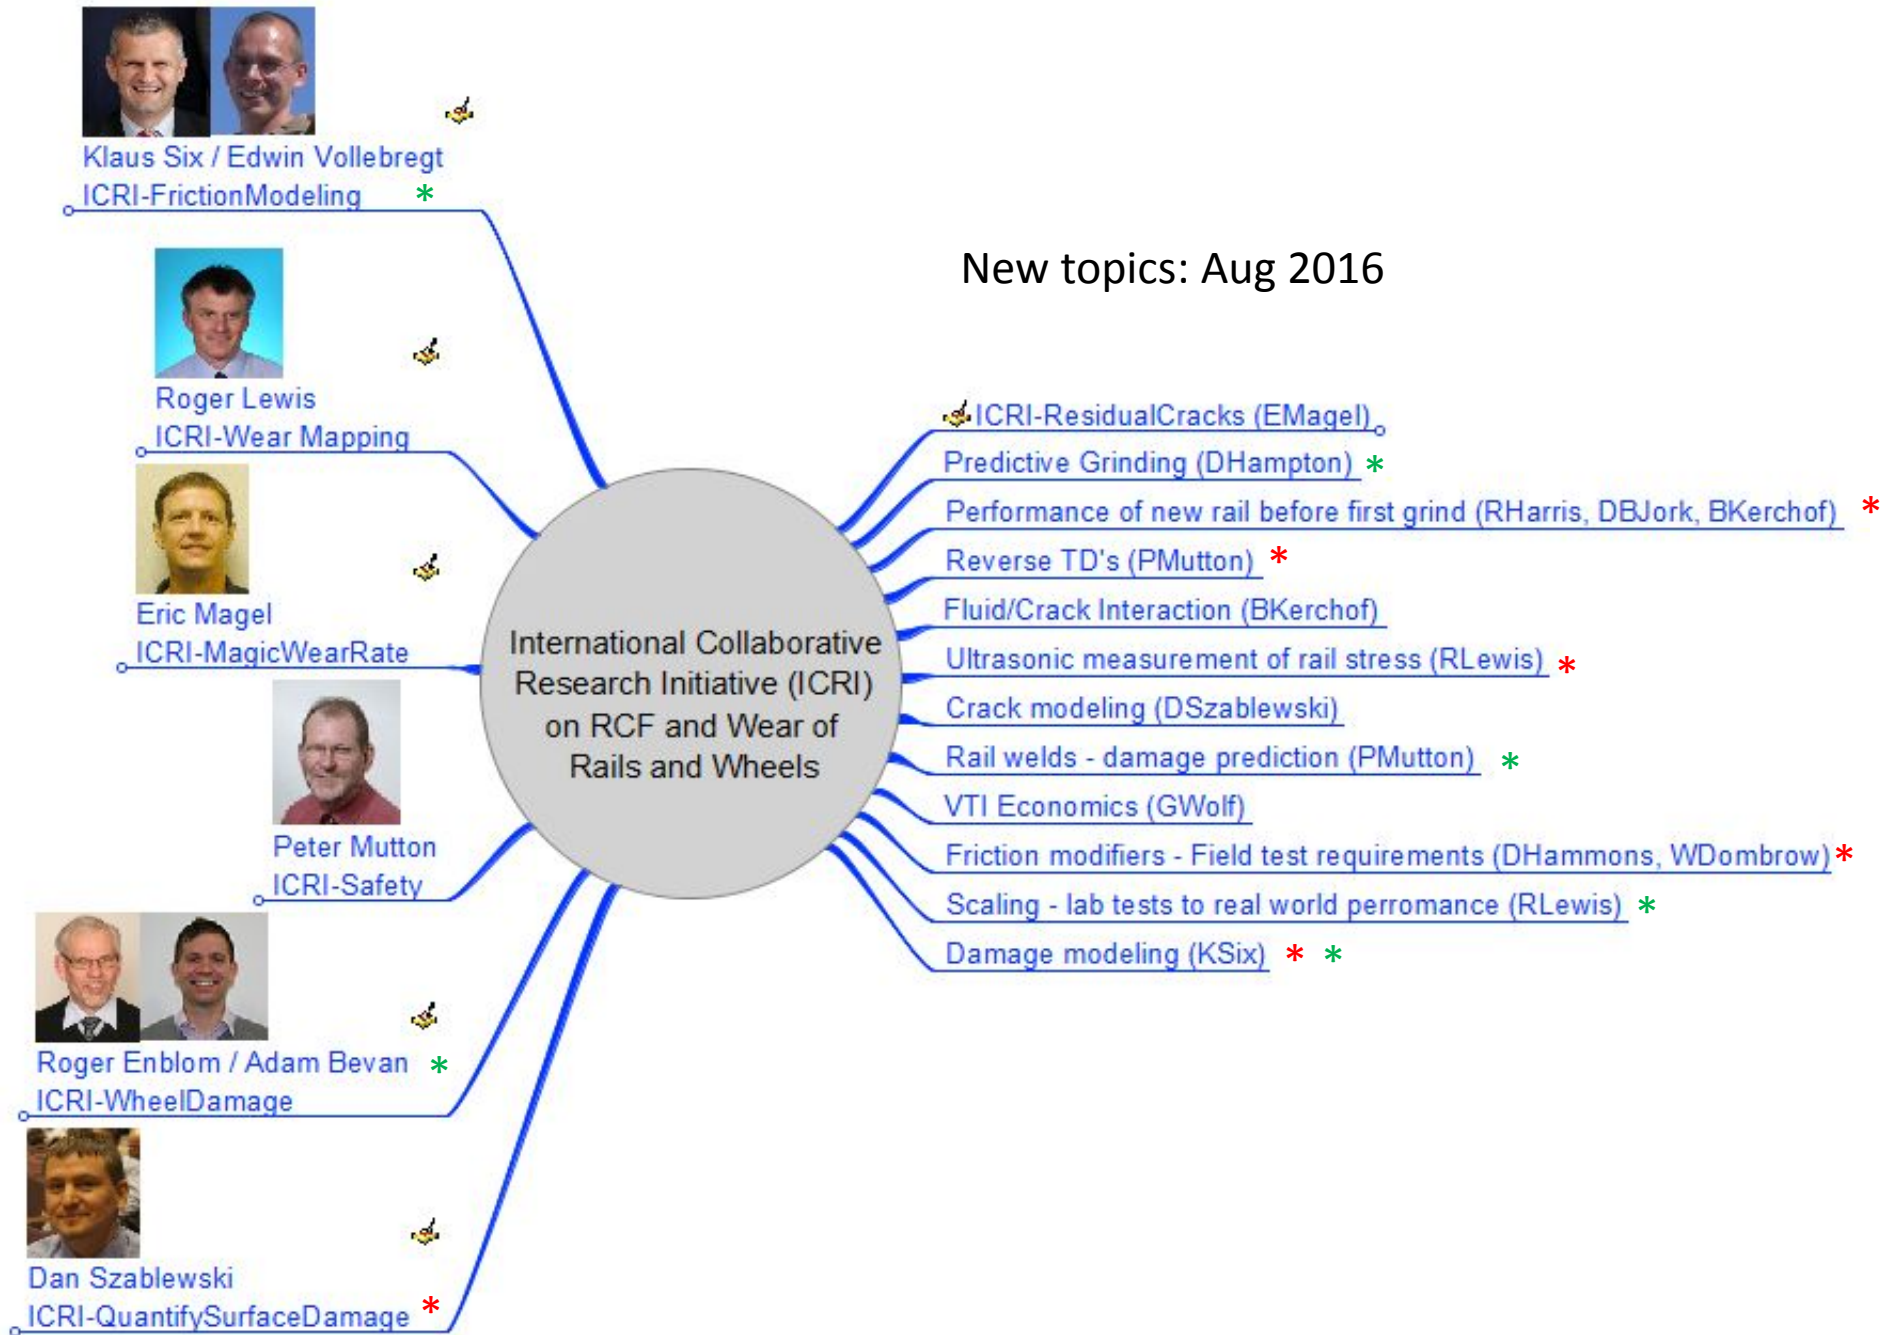 Klaus Six / Edwin Vollebregt
ICRI-FrictionModeling *
Roger Lewis
ICRI-Wear Mapping
Eric Magel
ICRI-MagicWearRate
Peter Mutton
ICRI-Safety
Roger Enblom / Adam Bevan *
ICRI-WheelDamage
Dan Szablewski
ICRI-QuantifySurfaceDamage *
International Collaborative
Research Initiative (ICRI)
on RCF and Wear of
Rails and Wheels
New topics: Aug 2016
ICRI-ResidualCracks (EMagel)
Predictive Grinding (DHampton) *
Performance of new rail before first grind (RHarris, DBJork, BKerchof) *
Reverse TD's (PMutton) *
Fluid/Crack Interaction (BKerchof)
Ultrasonic measurement of rail stress (RLewis) *
Crack modeling (DSzablewski)
Rail welds - damage prediction (PMutton) *
VTI Economics (GWolf)
Friction modifiers - Field test requirements (DHammons, WDombrow) *
Scaling - lab tests to real world perromance (RLewis) *
Damage modeling (KSix) * *